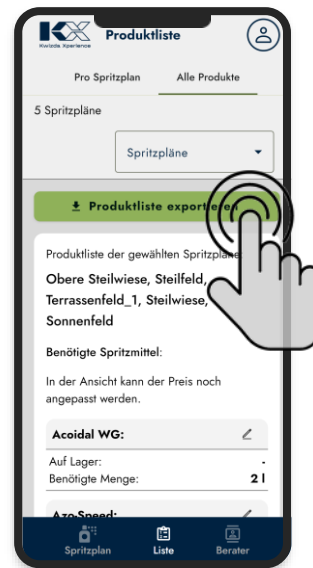 KX
Kwizda Xperience
Produktliste
Pro Spritzplan
Alle Produkte
5 Spritzpläne
Spritzpläne
Produktliste exportieren
Produktliste der gewählten Spritzpläne:
Obere Steilwiese, Steilfeld,
Terrassenfeld_1, Steilwiese,
Sonnenfeld
Benötigte Spritzmittel:
In der Ansicht kann der Preis noch
angepasst werden.
Acoidal WG:
Auf Lager: -
Benötigte Menge: 2 l
Azo-Speed:
Spritzplan
Liste
Berater